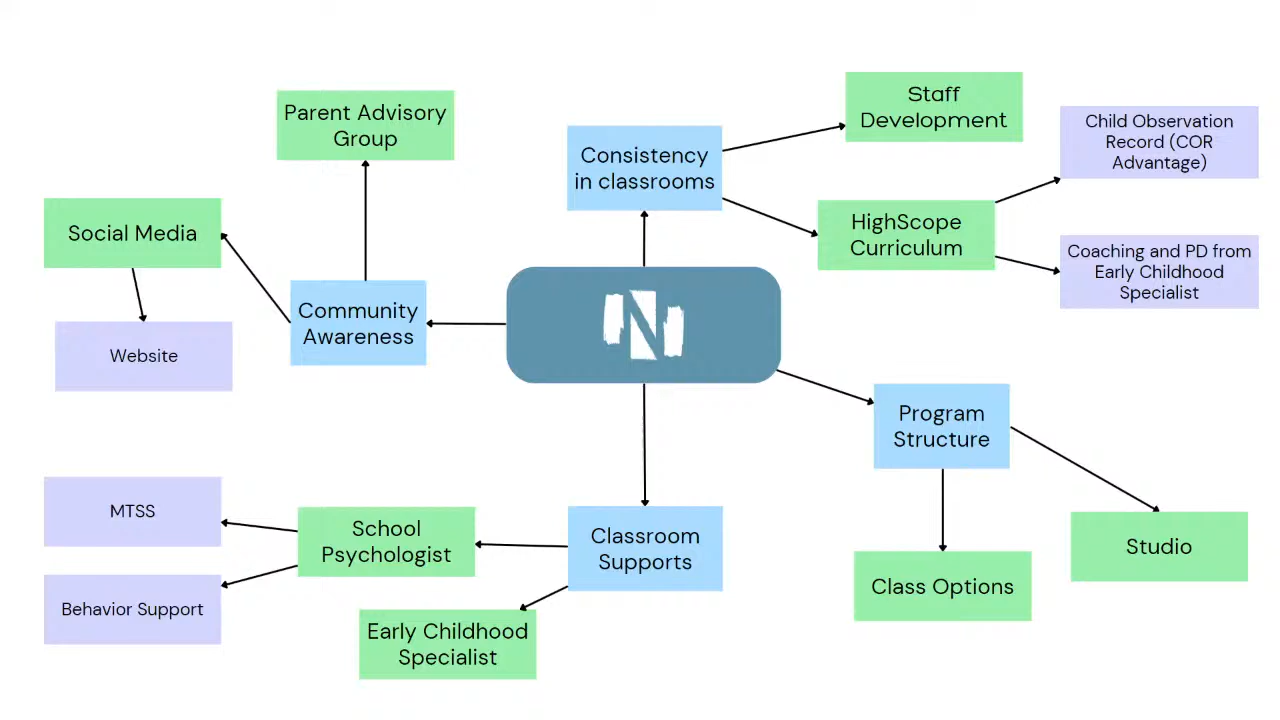 Parent Advisory
Group
Social Media
Website
Community
Awareness
Consistency
in classrooms
Staff
Development
HighScope
Curriculum
Child Observation
Record (COR
Advantage)
Coaching and PD from
Early Childhood
Specialist
N
Program
Structure
Class Options
Studio
Classroom
Supports
School
Psychologist
MTSS
Behavior Support
Early Childhood
Specialist